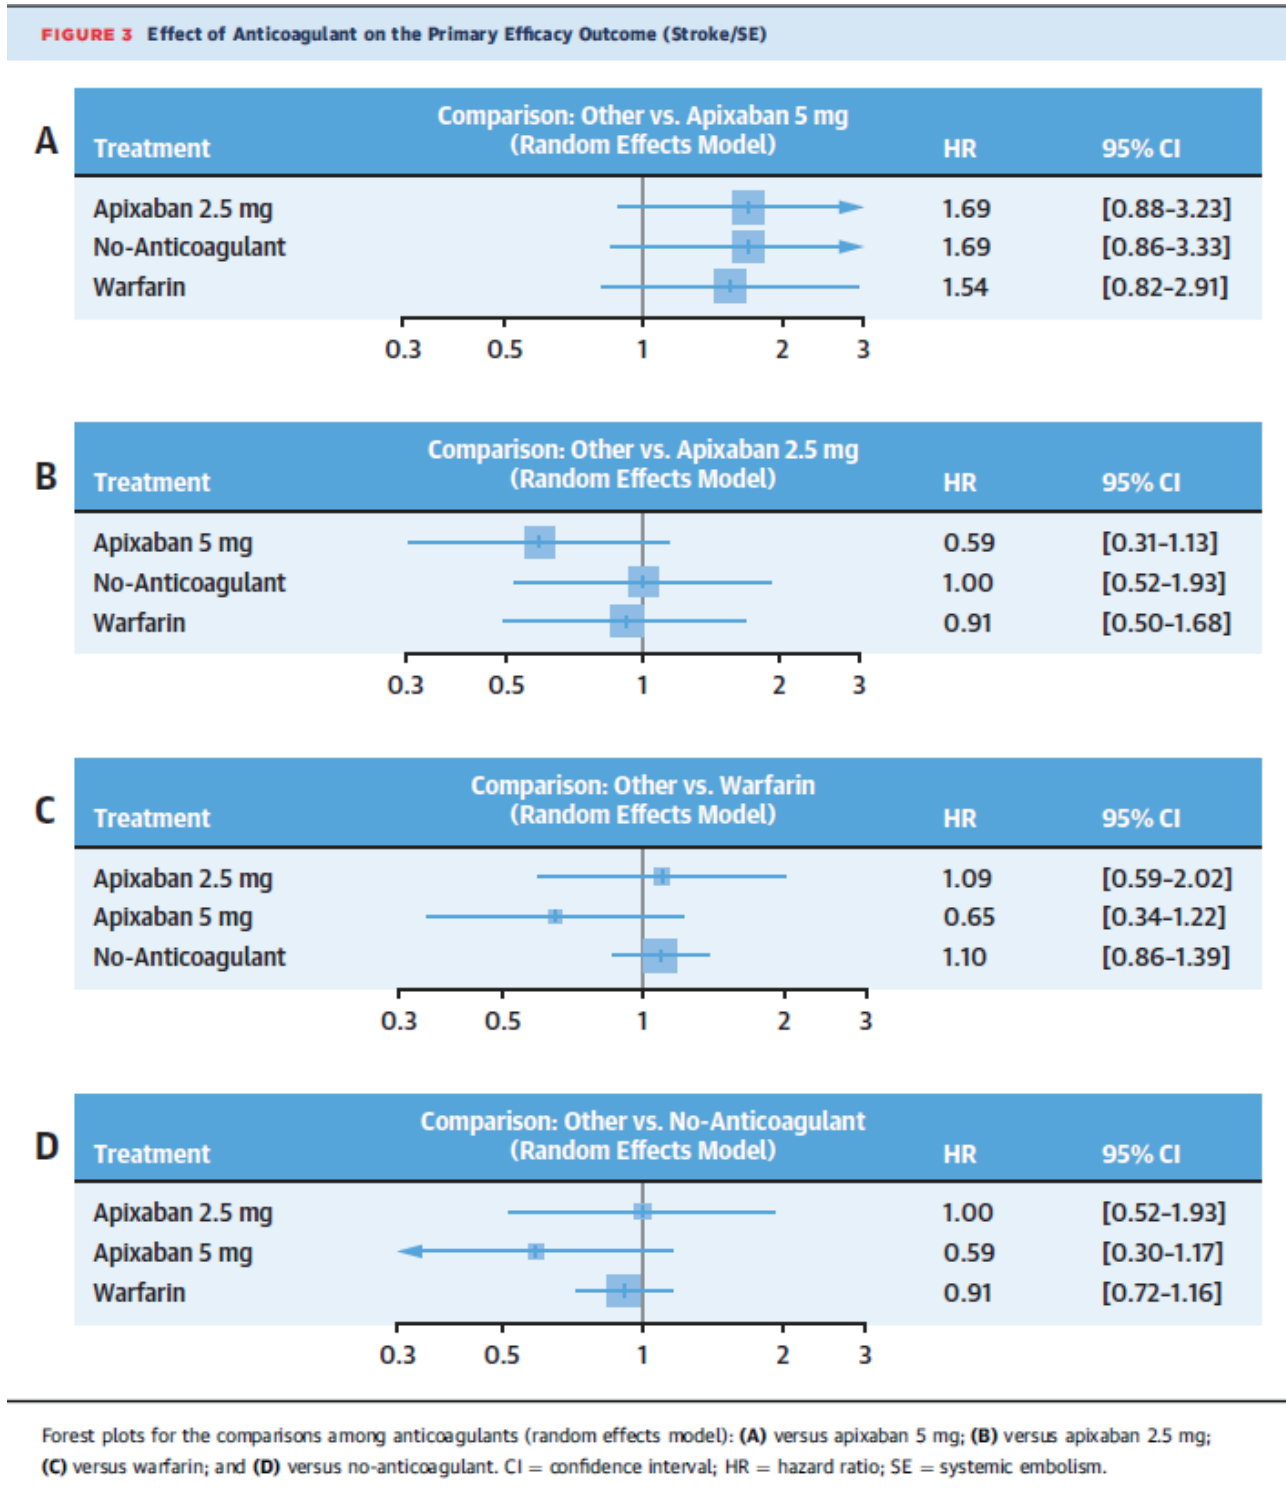 FIGURE 3 Effect of Anticoagulant on the Primary Efficacy Outcome (Stroke/SE)
A
Comparison: Other vs. Apixaban 5 mg
Treatment (Random Effects Model) HR 95% CI
Apixaban 2.5 mg 1.69 [0.88–3.23]
No-Anticoagulant 1.69 [0.86–3.33]
Warfarin 1.54 [0.82–2.91]
0.3 0.5 1 2 3
B
Comparison: Other vs. Apixaban 2.5 mg
Treatment (Random Effects Model) HR 95% CI
Apixaban 5 mg 0.59 [0.31–1.13]
No-Anticoagulant 1.00 [0.52–1.93]
Warfarin 0.91 [0.50–1.68]
0.3 0.5 1 2 3
C
Comparison: Other vs. Warfarin
Treatment (Random Effects Model) HR 95% CI
Apixaban 2.5 mg 1.09 [0.59–2.02]
Apixaban 5 mg 0.65 [0.34–1.22]
No-Anticoagulant 1.10 [0.86–1.39]
0.3 0.5 1 2 3
D
Comparison: Other vs. No-Anticoagulant
Treatment (Random Effects Model) HR 95% CI
Apixaban 2.5 mg 1.00 [0.52–1.93]
Apixaban 5 mg 0.59 [0.30–1.17]
Warfarin 0.91 [0.72–1.16]
0.3 0.5 1 2 3
Forest plots for the comparisons among anticoagulants (random effects model): (A) versus apixaban 5 mg; (B) versus apixaban 2.5 mg;
(C) versus warfarin; and (D) versus no-anticoagulant. CI = confidence interval; HR = hazard ratio; SE = systemic embolism.